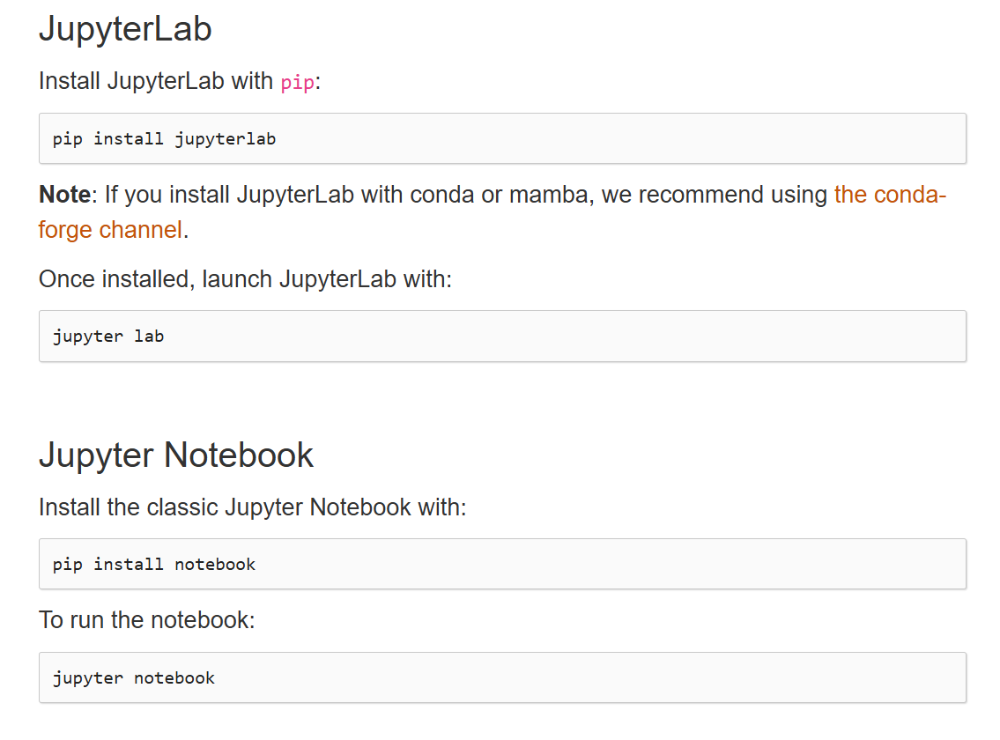 JupyterLab
Install JupyterLab with pip:
pip install jupyterlab
Note: If you install JupyterLab with conda or mamba, we recommend using the conda-
forge channel.
Once installed, launch JupyterLab with:
jupyter lab
Jupyter Notebook
Install the classic Jupyter Notebook with:
pip install notebook
To run the notebook:
jupyter notebook